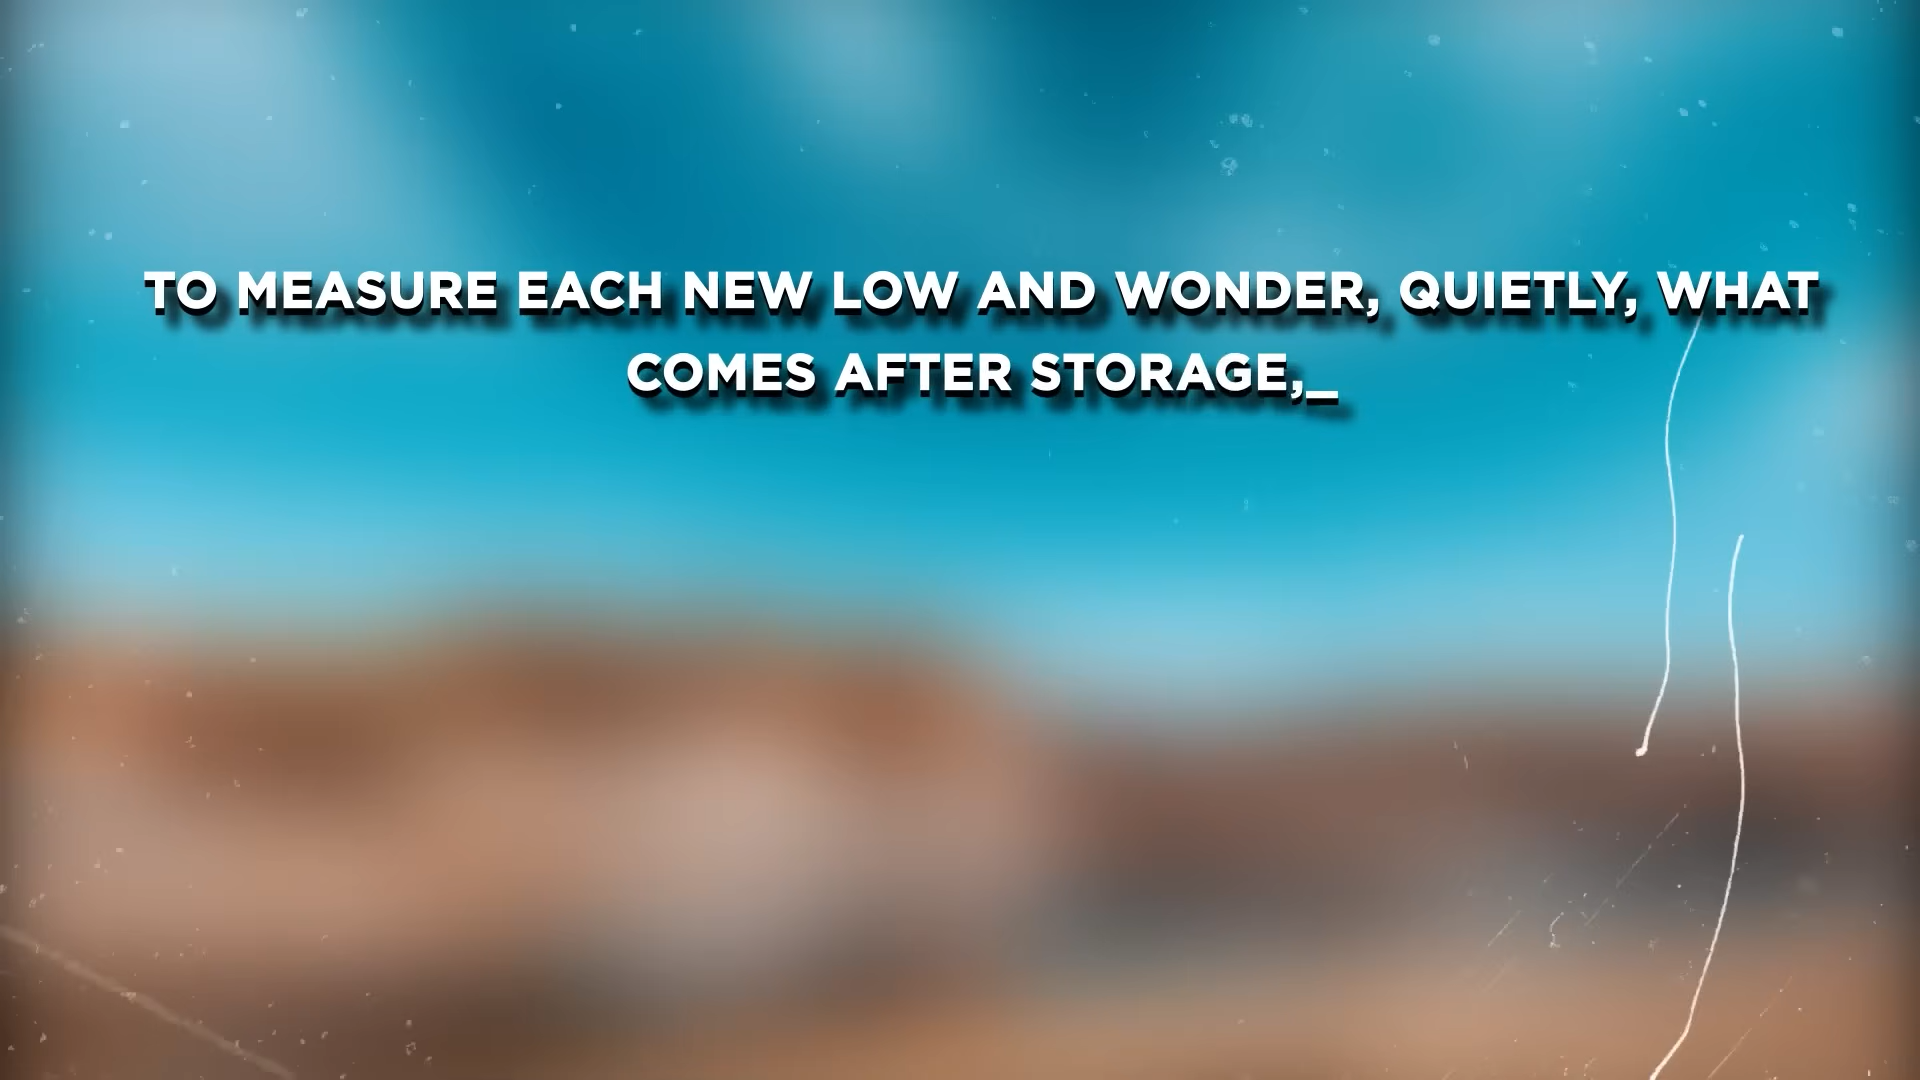 TO MEASURE EACH NEW LOW AND WONDER, QUIETLY, WHAT
COMES AFTER STORAGE,_